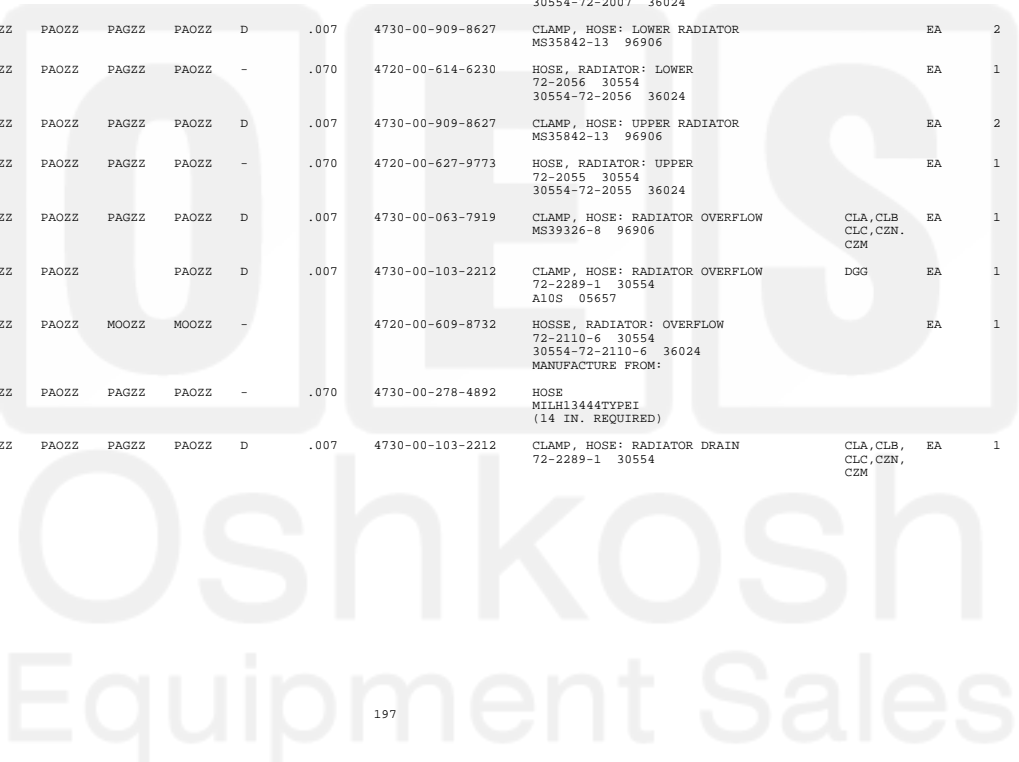 30554-72-2007 36024
ZZ PAOZZ PAGZZ PAOZZ D .007 4730-00-909-8627 CLAMP, HOSE: LOWER RADIATOR EA 2
MS35842-13 96906
ZZ PAOZZ PAGZZ PAOZZ - .070 4720-00-614-6230 HOSE, RADIATOR: LOWER EA 1
72-2056 30554
30554-72-2056 36024
ZZ PAOZZ PAGZZ PAOZZ D .007 4730-00-909-8627 CLAMP, HOSE: UPPER RADIATOR EA 2
MS35842-13 96906
ZZ PAOZZ PAGZZ PAOZZ - .070 4720-00-627-9773 HOSE, RADIATOR: UPPER EA 1
72-2055 30554
30554-72-2055 36024
ZZ PAOZZ PAGZZ PAOZZ D .007 4730-00-063-7919 CLAMP, HOSE: RADIATOR OVERFLOW CLA,CLB EA 1
MS39326-8 96906 CLC,CZN.
CZM
ZZ PAOZZ PAOZZ D .007 4730-00-103-2212 CLAMP, HOSE: RADIATOR OVERFLOW DGG EA 1
72-2289-1 30554
A10S 05657
ZZ PAOZZ MOOZZ MOOZZ - 4720-00-609-8732 HOSSE, RADIATOR: OVERFLOW EA 1
72-2110-6 30554
30554-72-2110-6 36024
MANUFACTURE FROM:
ZZ PAOZZ PAGZZ PAOZZ - .070 4730-00-278-4892 HOSE
MILH13444TYPEI
(14 IN. REQUIRED)
ZZ PAOZZ PAGZZ PAOZZ D .007 4730-00-103-2212 CLAMP, HOSE: RADIATOR DRAIN CLA,CLB, EA 1
72-2289-1 30554 CLC,CZN,
CZM
OES
Oshkosh
Equipment Sales
197